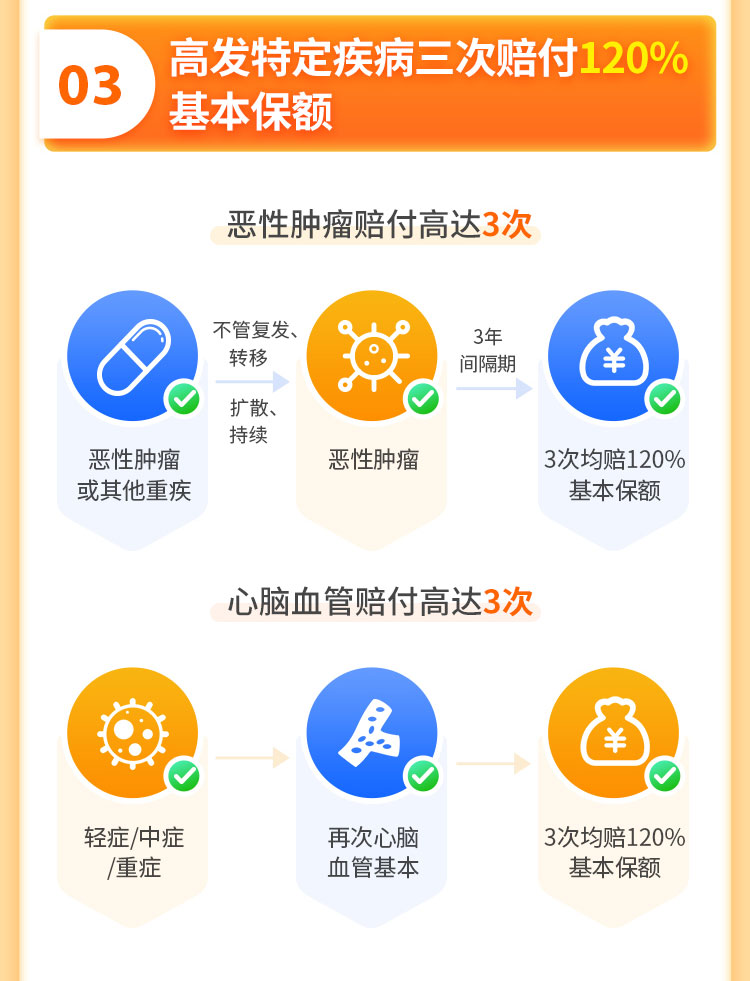 03
高发特定疾病三次赔付120%
基本保额
恶性肿瘤赔付高达3次
不管复发、
转移
扩散、
持续
3年
间隔期
恶性肿瘤
或其他重疾
恶性肿瘤
3次均赔120%
基本保额
心脑血管赔付高达3次
轻症/中症
/重症
再次心脑
血管基本
3次均赔120%
基本保额